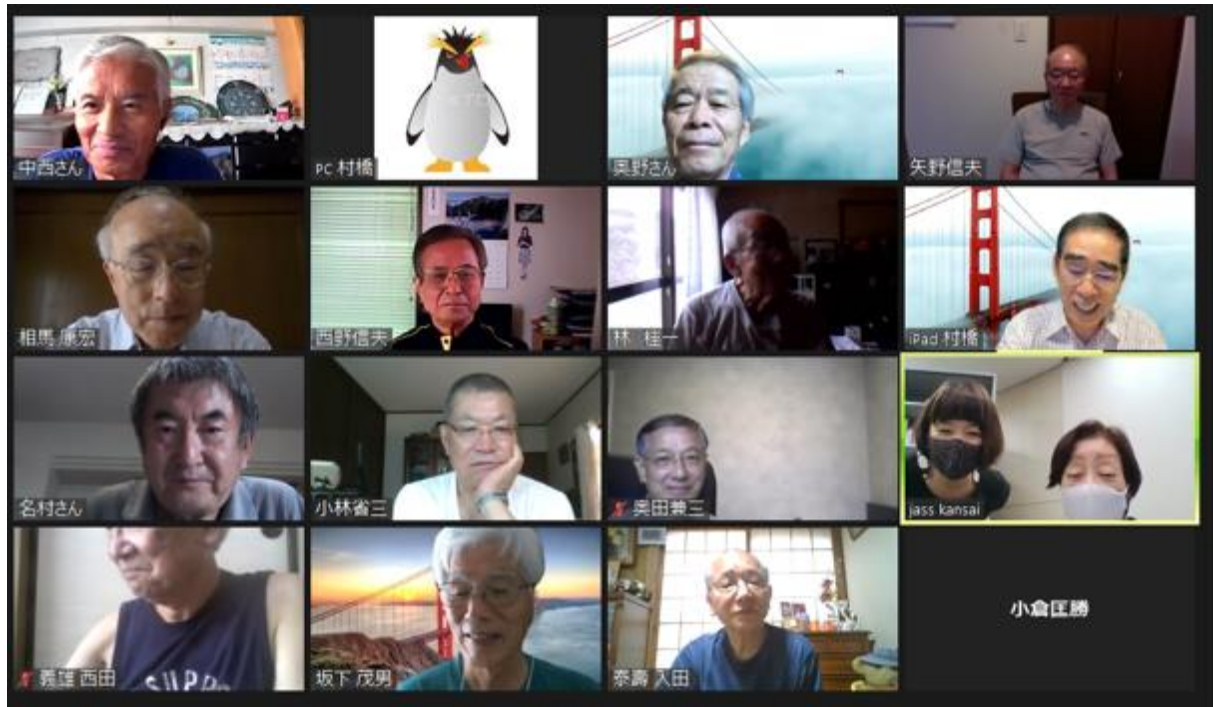 中西さん
PC 村橋
奥野さん
矢野信夫
相馬 康宏
西野信夫
林 桂一
iPad 村橋
名村さん
小林省三
奥田兼三
jass kansai
義雄 西田
坂下 茂男
泰壽 入田
小倉匡勝